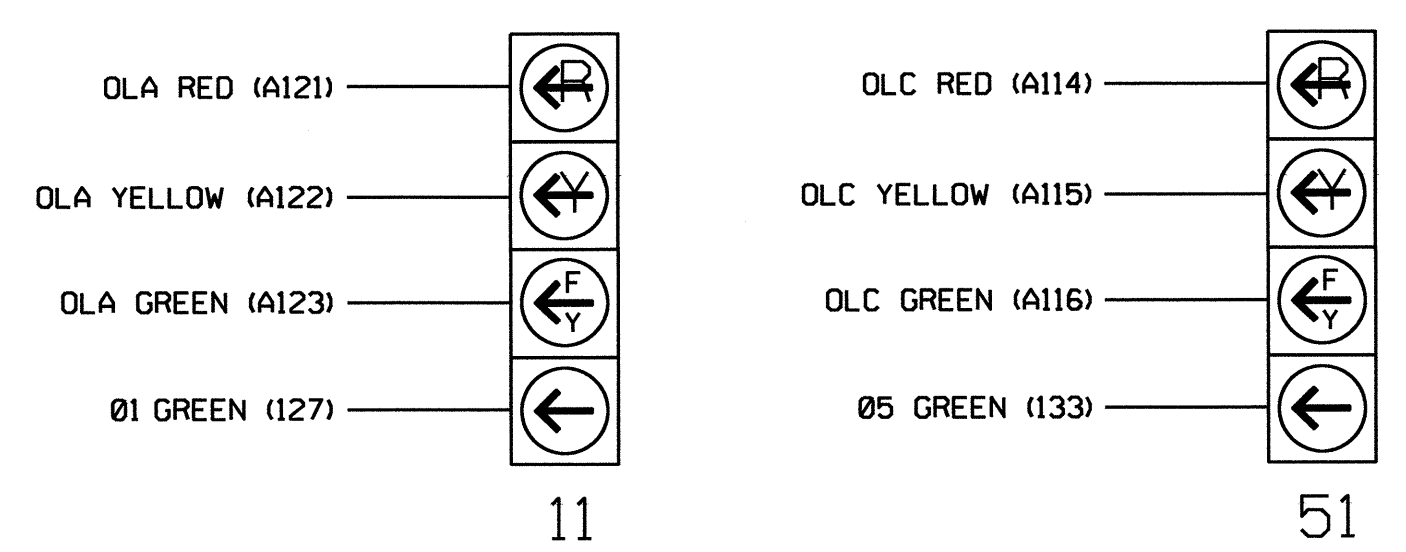 OLA RED (A121)
R
OLA YELLOW (A122)
Y
OLA GREEN (A123)
F
Y
Ø1 GREEN (127)
11
OLC RED (A114)
R
OLC YELLOW (A115)
Y
OLC GREEN (A116)
F
Y
Ø5 GREEN (133)
51